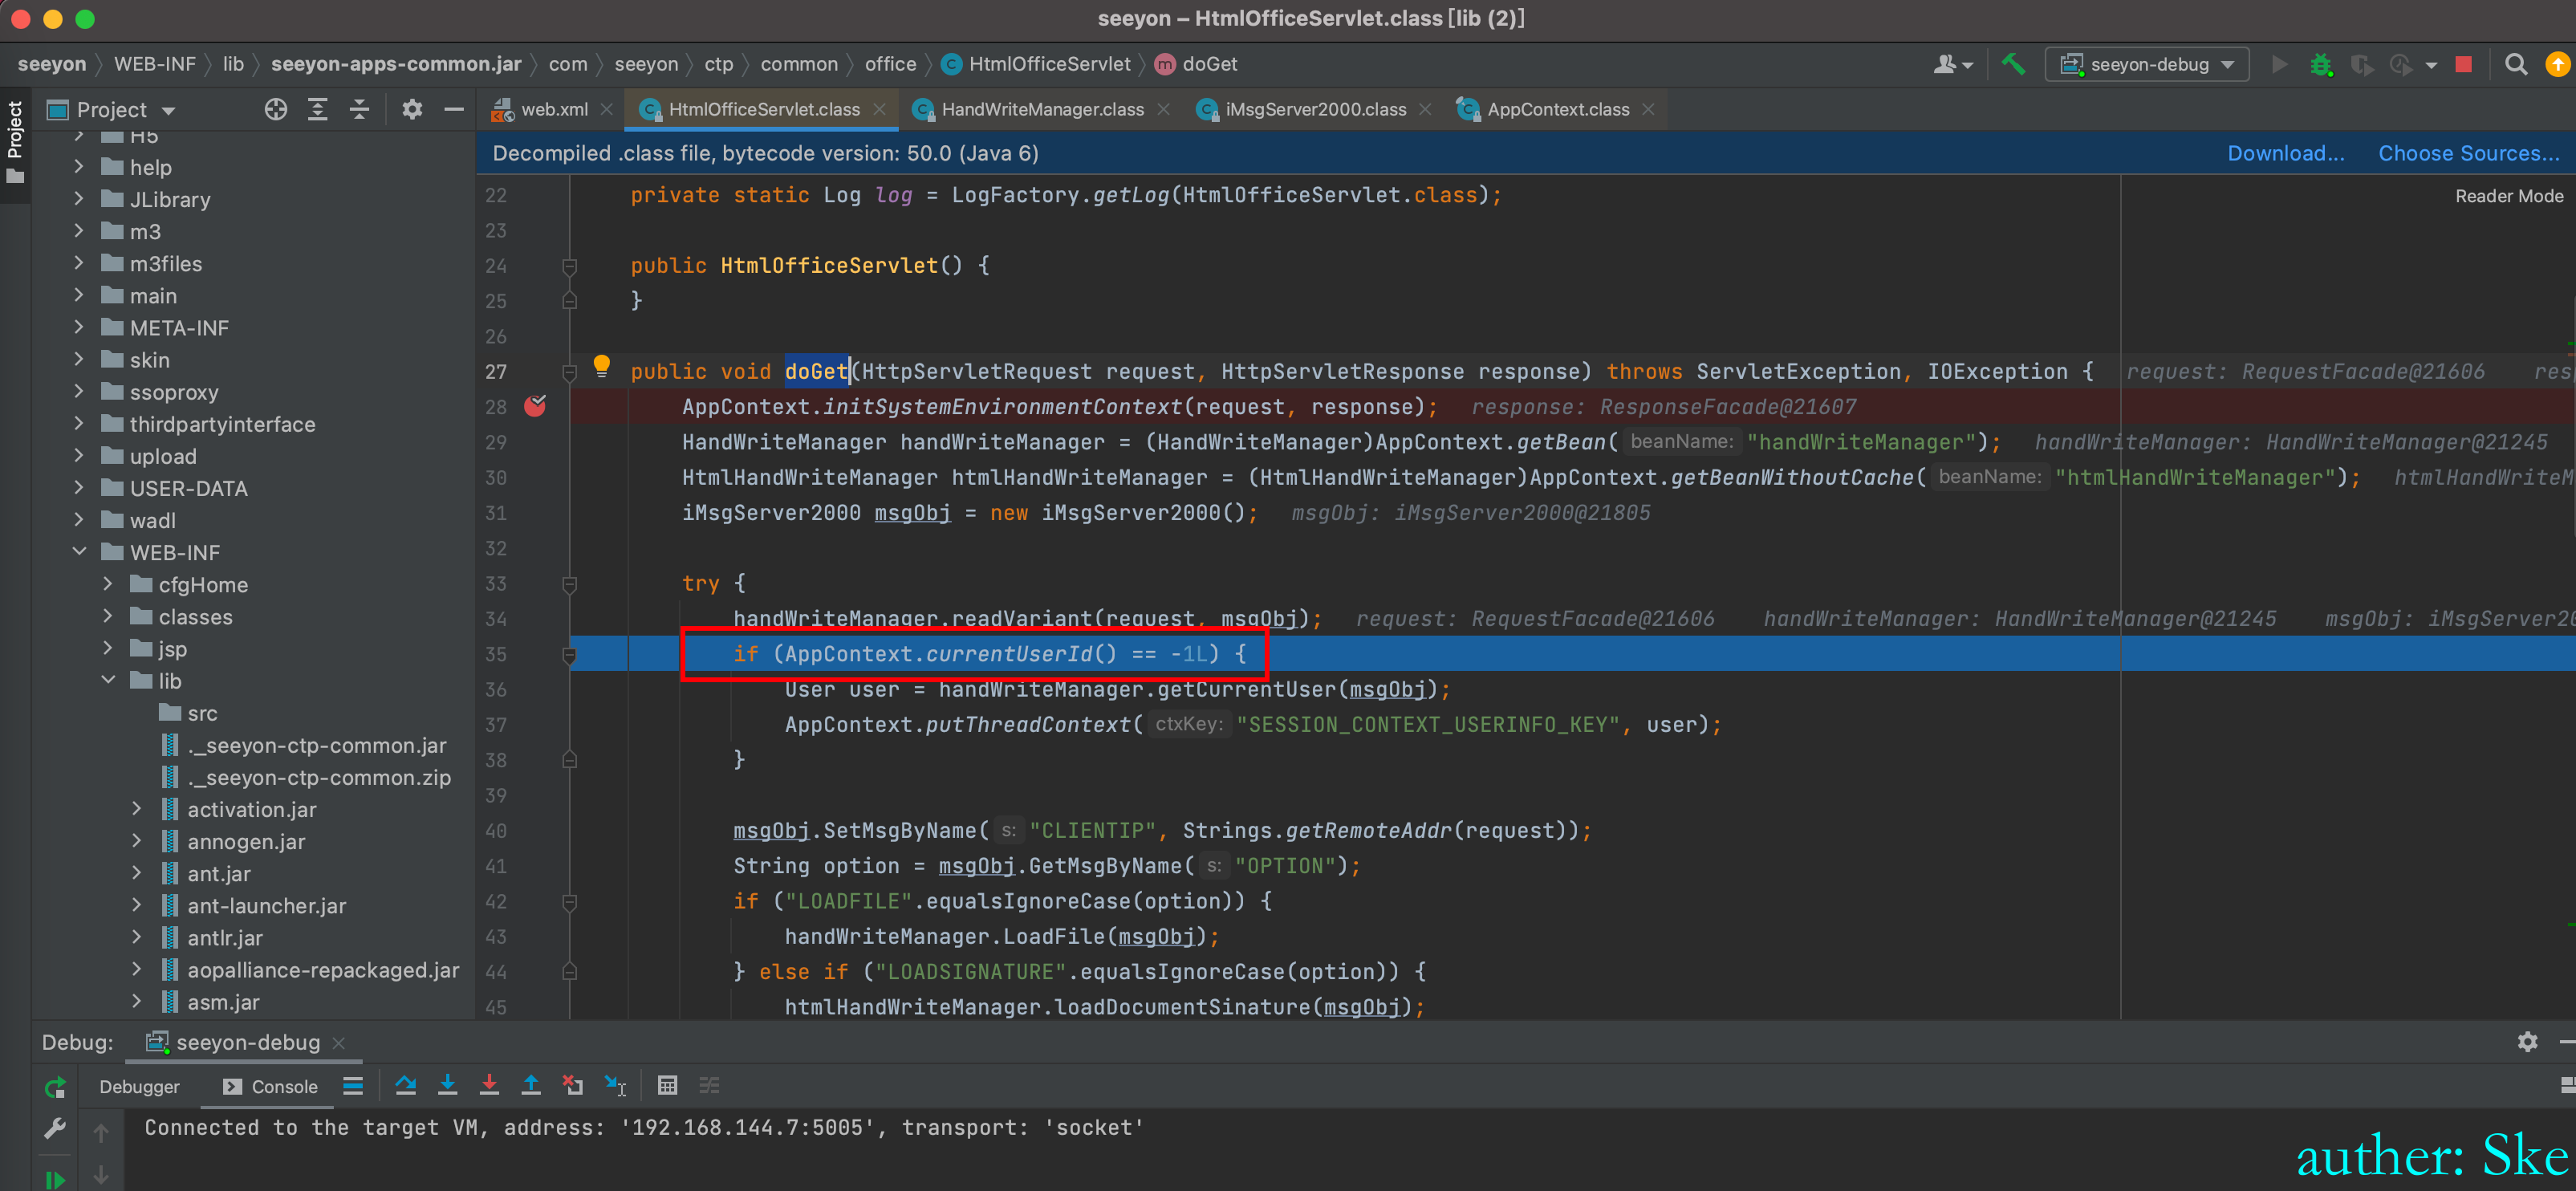 seeyon – HtmlOfficeServlet.class [lib (2)]
seeyon 〉 WEB-INF 〉 lib 〉 seeyon-apps-common.jar 〉 com 〉 seeyon 〉 ctp 〉 common 〉 office 〉 HtmlOfficeServlet 〉 doGet
seeyon-debug
Project
Project
web.xml
HtmlOfficeServlet.class
HandWriteManager.class
iMsgServer2000.class
AppContext.class
Decompiled .class file, bytecode version: 50.0 (Java 6)
Download...
Choose Sources...
Reader Mode
H5
help
JLibrary
m3
m3files
main
META-INF
skin
ssoproxy
thirdpartyinterface
upload
USER-DATA
wadl
WEB-INF
cfgHome
classes
jsp
lib
src
._seeyon-ctp-common.jar
._seeyon-ctp-common.zip
activation.jar
annogen.jar
ant.jar
ant-launcher.jar
antlr.jar
aopalliance-repackaged.jar
asm.jar
22 private static Log log = LogFactory.getLog(HtmlOfficeServlet.class);
23
24 public HtmlOfficeServlet() {
25 }
26
27 public void doGet(HttpServletRequest request, HttpServletResponse response) throws ServletException, IOException { request: RequestFacade@21606 res
28 AppContext.initSystemEnvironmentContext(request, response); response: ResponseFacade@21607
29 HandWriteManager handWriteManager = (HandWriteManager)AppContext.getBean( beanName: "handWriteManager"); handWriteManager: HandWriteManager@21245
30 HtmlHandWriteManager htmlHandWriteManager = (HtmlHandWriteManager)AppContext.getBeanWithoutCache( beanName: "htmlHandWriteManager"); htmlHandWriteM
31 iMsgServer2000 msgObj = new iMsgServer2000(); msgObj: iMsgServer2000@21805
32
33 try {
34 handWriteManager.readVariant(request, msgObj); request: RequestFacade@21606 handWriteManager: HandWriteManager@21245 msgObj: iMsgServer20
35 if (AppContext.currentUserId() == -1L) {
36 User user = handWriteManager.getCurrentUser(msgObj);
37 AppContext.putThreadContext( ctxKey: "SESSION_CONTEXT_USERINFO_KEY", user);
38 }
39
40 msgObj.SetMsgByName( s: "CLIENTIP", Strings.getRemoteAddr(request));
41 String option = msgObj.GetMsgByName( s: "OPTION");
42 if ("LOADFILE".equalsIgnoreCase(option)) {
43 handWriteManager.LoadFile(msgObj);
44 } else if ("LOADSIGNATURE".equalsIgnoreCase(option)) {
45 htmlHandWriteManager.loadDocumentSinature(msgObj);
Debug: seeyon-debug
Debugger Console
Connected to the target VM, address: '192.168.144.7:5005', transport: 'socket'
auther: Ske